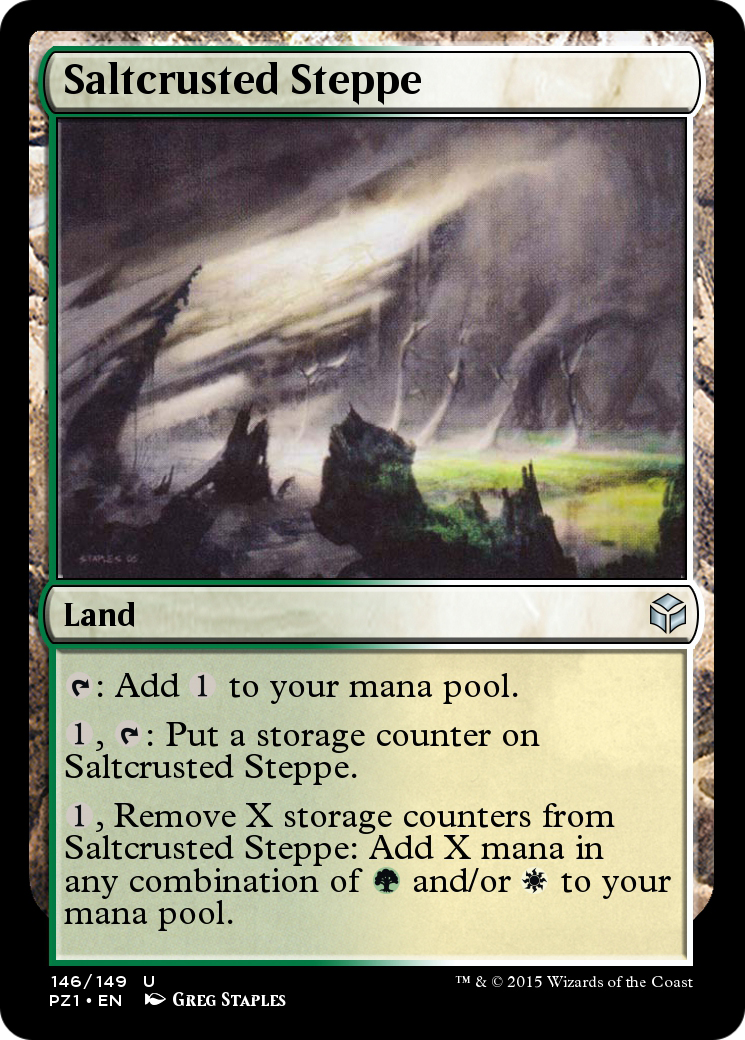 Saltcrusted Steppe
STAPLES 05
Land
: Add 1 to your mana pool.
1, : Put a storage counter on
Saltcrusted Steppe.
1, Remove X storage counters from
Saltcrusted Steppe: Add X mana in
any combination of and/or to your
mana pool.
146/149 U
PZ1 • EN Greg Staples
™ & © 2015 Wizards of the Coast